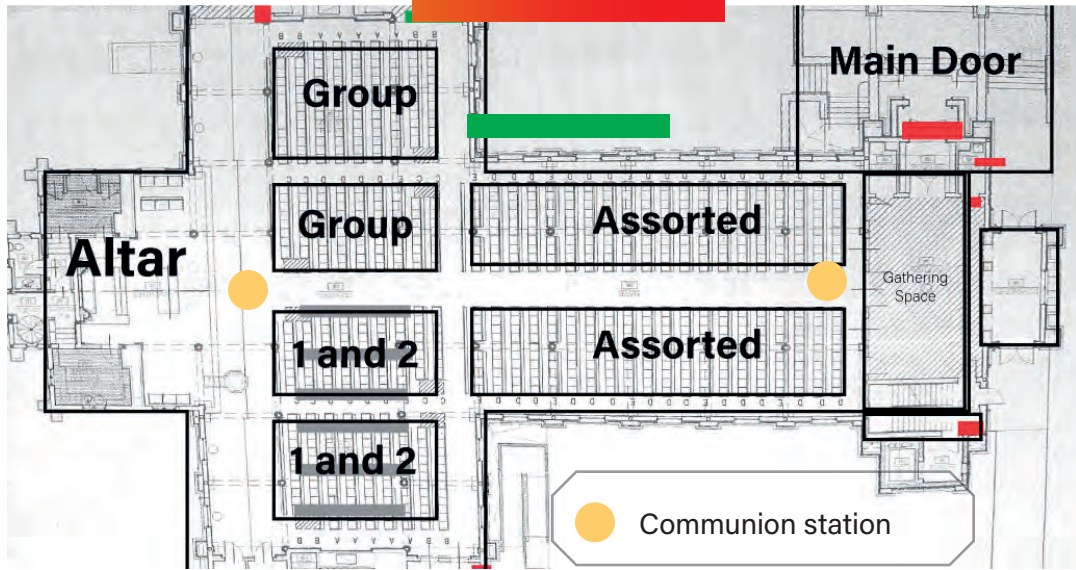 Main Door
Group
Group
Assorted
Altar
Gathering
Space
1 and 2
Assorted
1 and 2
Communion station